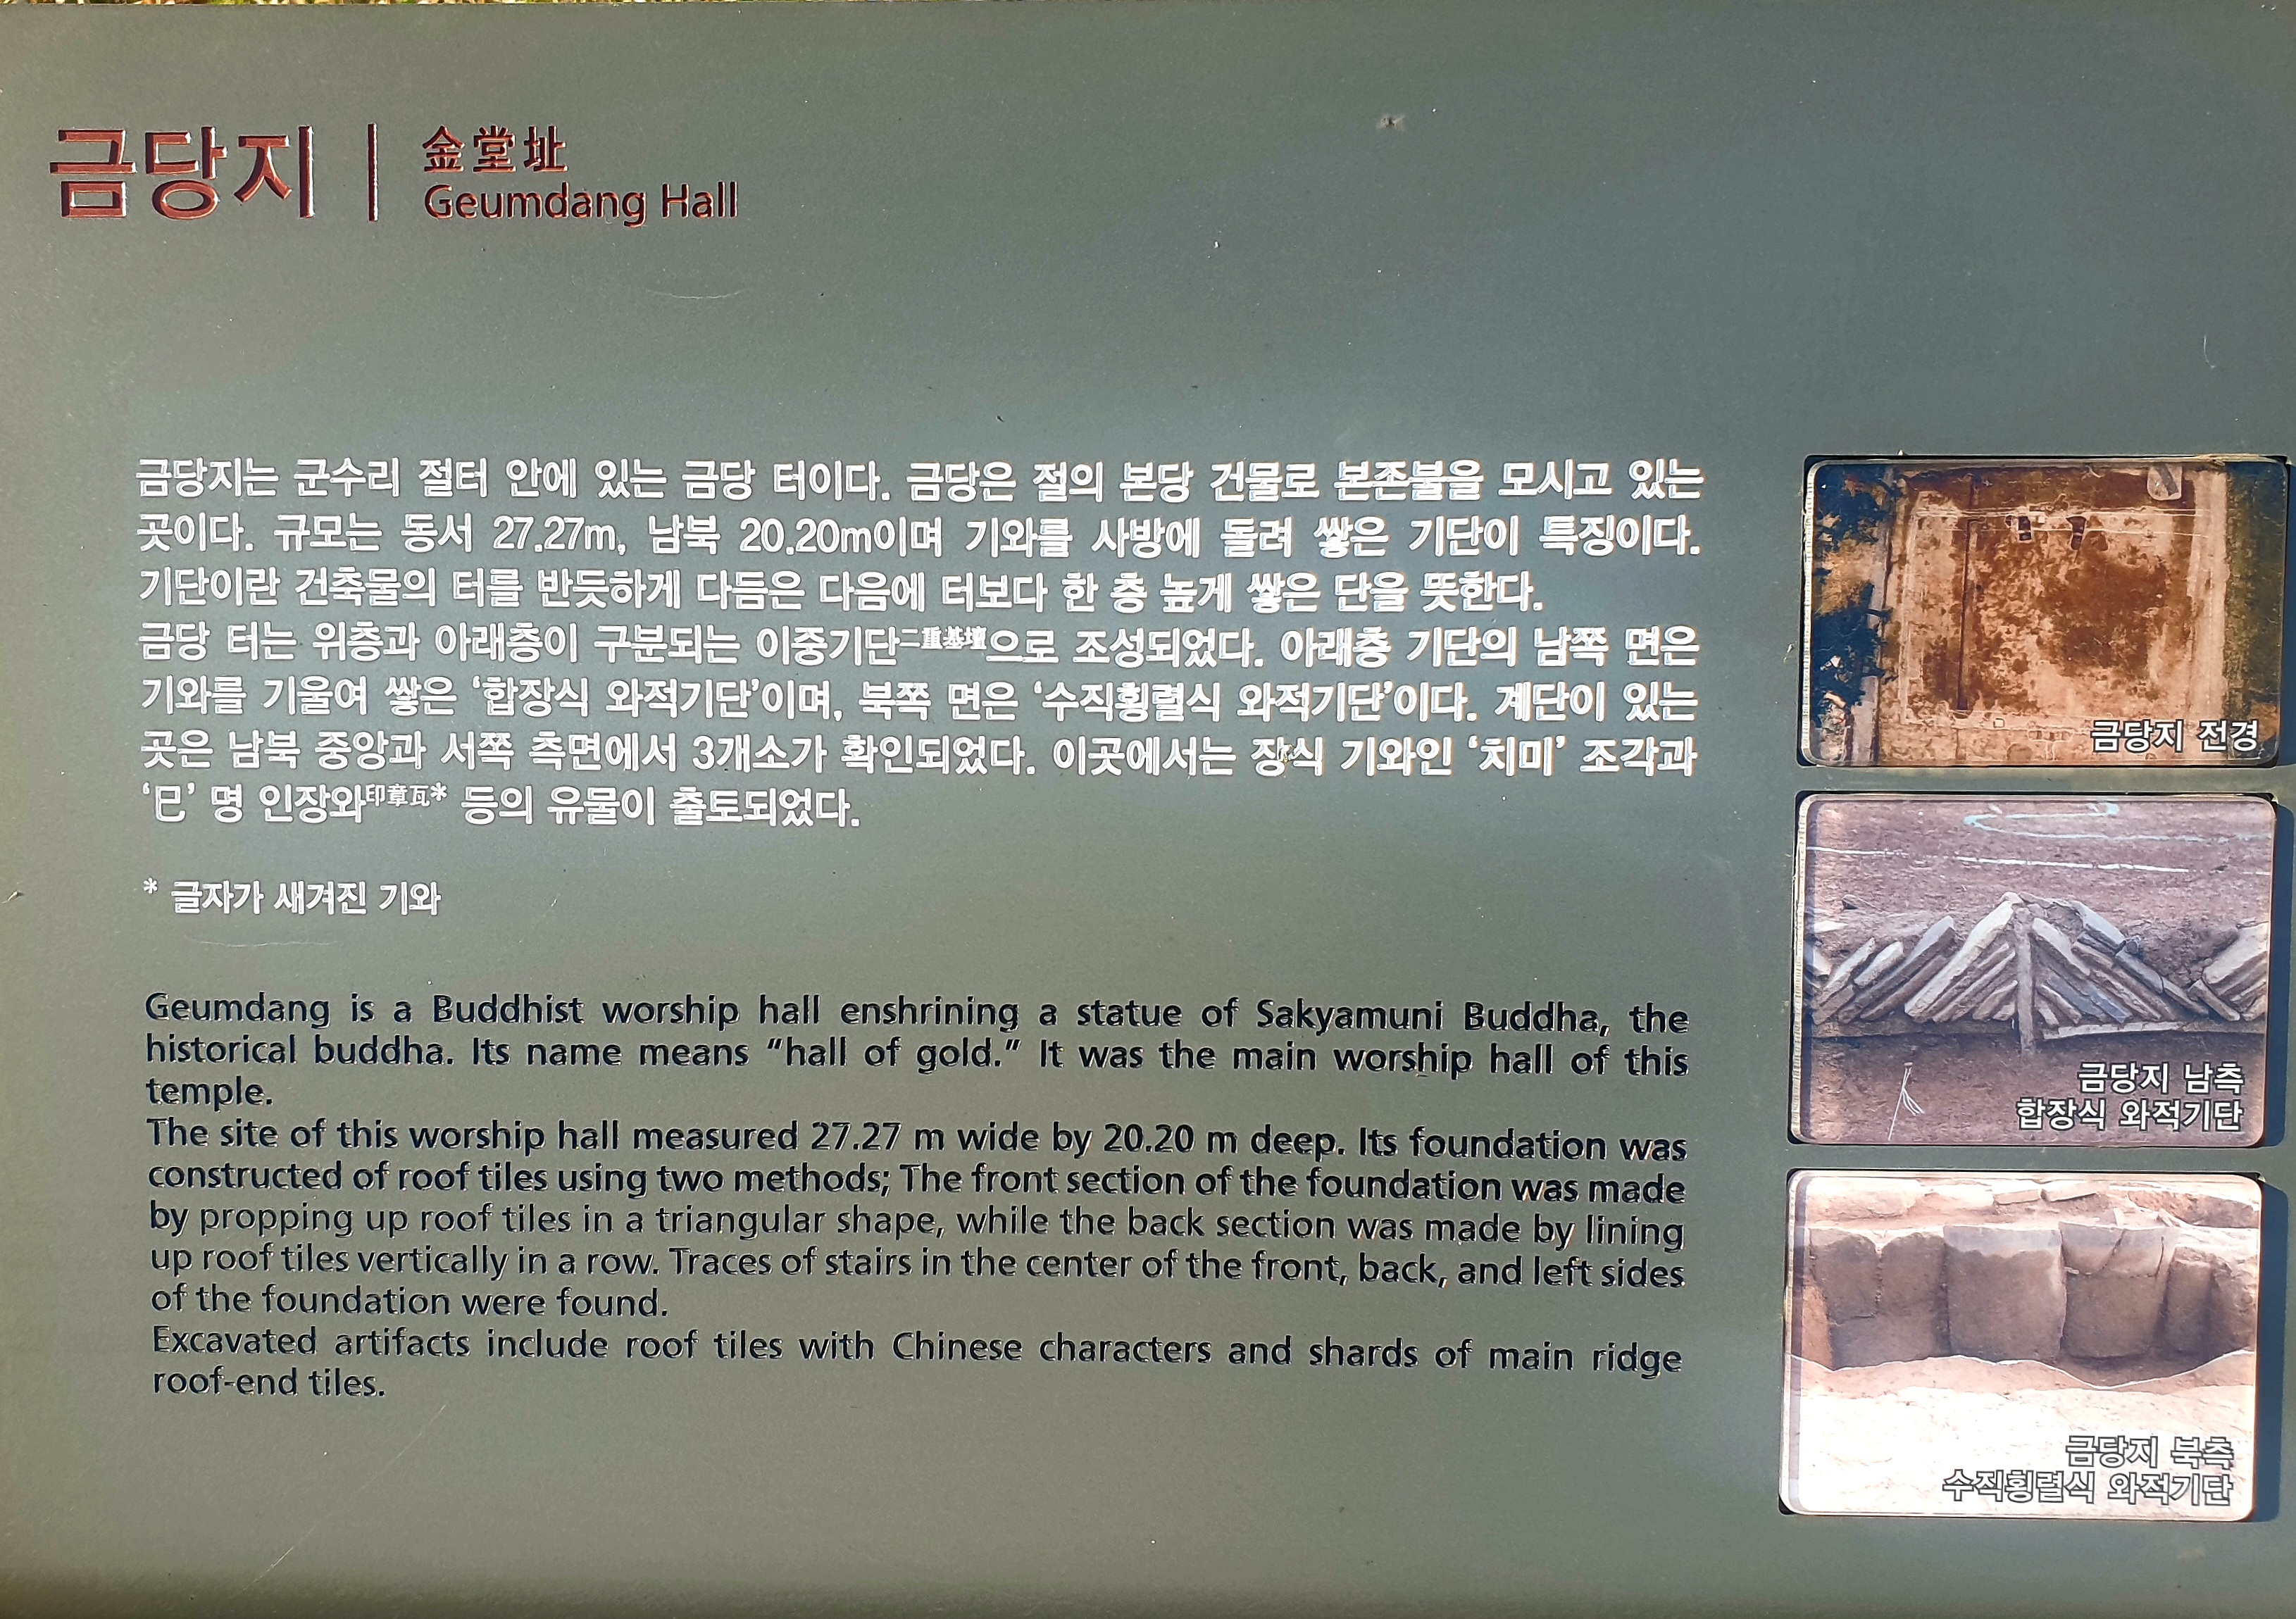 금당지
金堂址
Geumdang Hall
금당지는 군수리 절터 안에 있는 금당 터이다. 금당은 절의 본당 건물로 본존불을 모시고 있는
곳이다. 규모는 동서 27.27m, 남북 20.20m이며 기와를 사방에 돌려 쌓은 기단이 특징이다.
기단이란 건축물의 터를 반듯하게 다듬은 다음에 터보다 한 층 높게 쌓은 단을 뜻한다.
금당 터는 위층과 아래층이 구분되는 이중기단二重基壇으로 조성되었다. 아래층 기단의 남쪽 면은
기와를 기울여 쌓은 ‘합장식 와적기단’이며, 북쪽 면은 ‘수직횡렬식 와적기단’이다. 계단이 있는
곳은 남북 중앙과 서쪽 측면에서 3개소가 확인되었다. 이곳에서는 장식 기와인 ‘치미’ 조각과
‘巳’ 명 인장와印章瓦* 등의 유물이 출토되었다.
* 글자가 새겨진 기와
Geumdang is a Buddhist worship hall enshrining a statue of Sakyamuni Buddha, the
historical buddha. Its name means “hall of gold.” It was the main worship hall of this
temple.
The site of this worship hall measured 27.27 m wide by 20.20 m deep. Its foundation was
constructed of roof tiles using two methods; The front section of the foundation was made
by propping up roof tiles in a triangular shape, while the back section was made by lining
up roof tiles vertically in a row. Traces of stairs in the center of the front, back, and left sides
of the foundation were found.
Excavated artifacts include roof tiles with Chinese characters and shards of main ridge
roof-end tiles.
금당지 전경
금당지 남측
합장식 와적기단
금당지 북측
수직횡렬식 와적기단